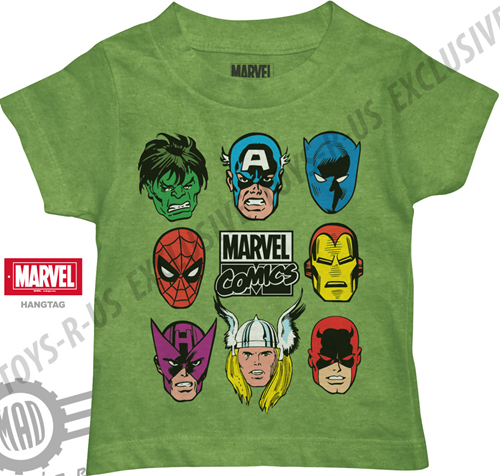 MARVEL
A
MARVEL
COMICS
MARVEL
HANGTAG
TOYS-R-US EXCLUSIVE
TOYS-R-US EXCLUSIVE
MAD